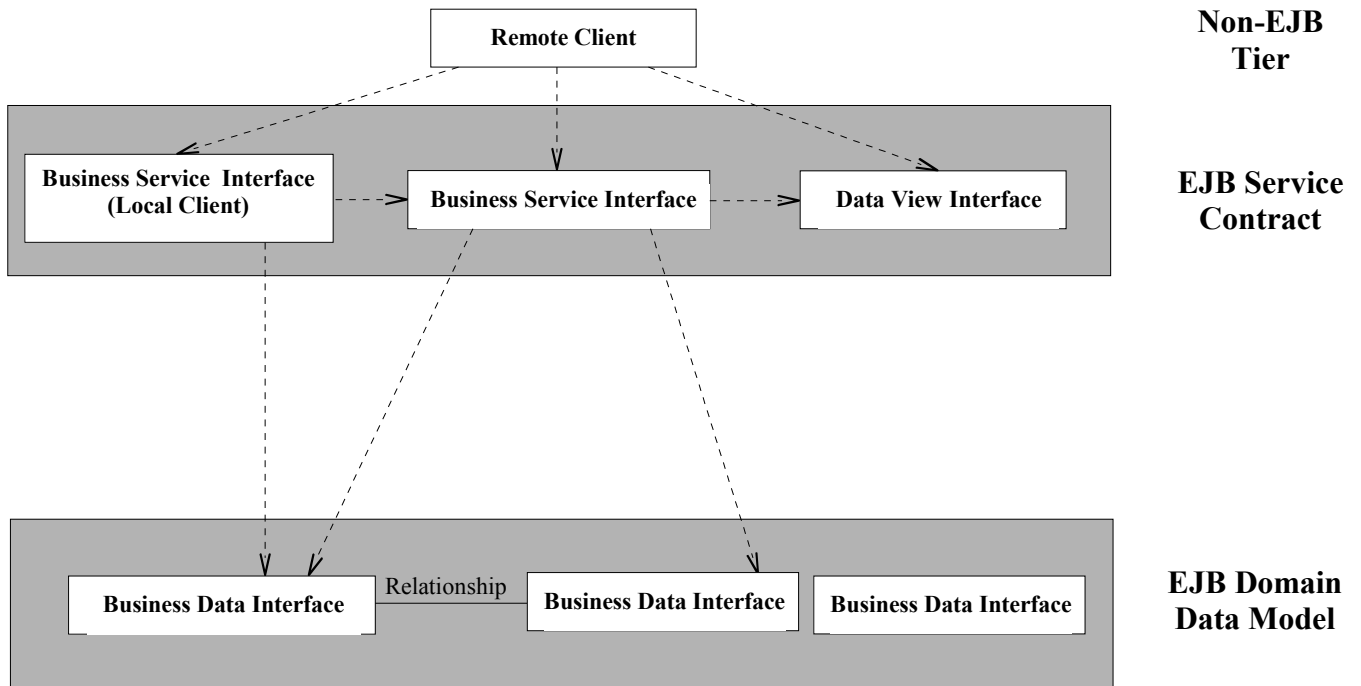 Remote Client
Non-EJB
Tier
Business Service Interface
(Local Client)
Business Service Interface
Data View Interface
EJB Service
Contract
Relationship
Business Data Interface
Business Data Interface
Business Data Interface
EJB Domain
Data Model